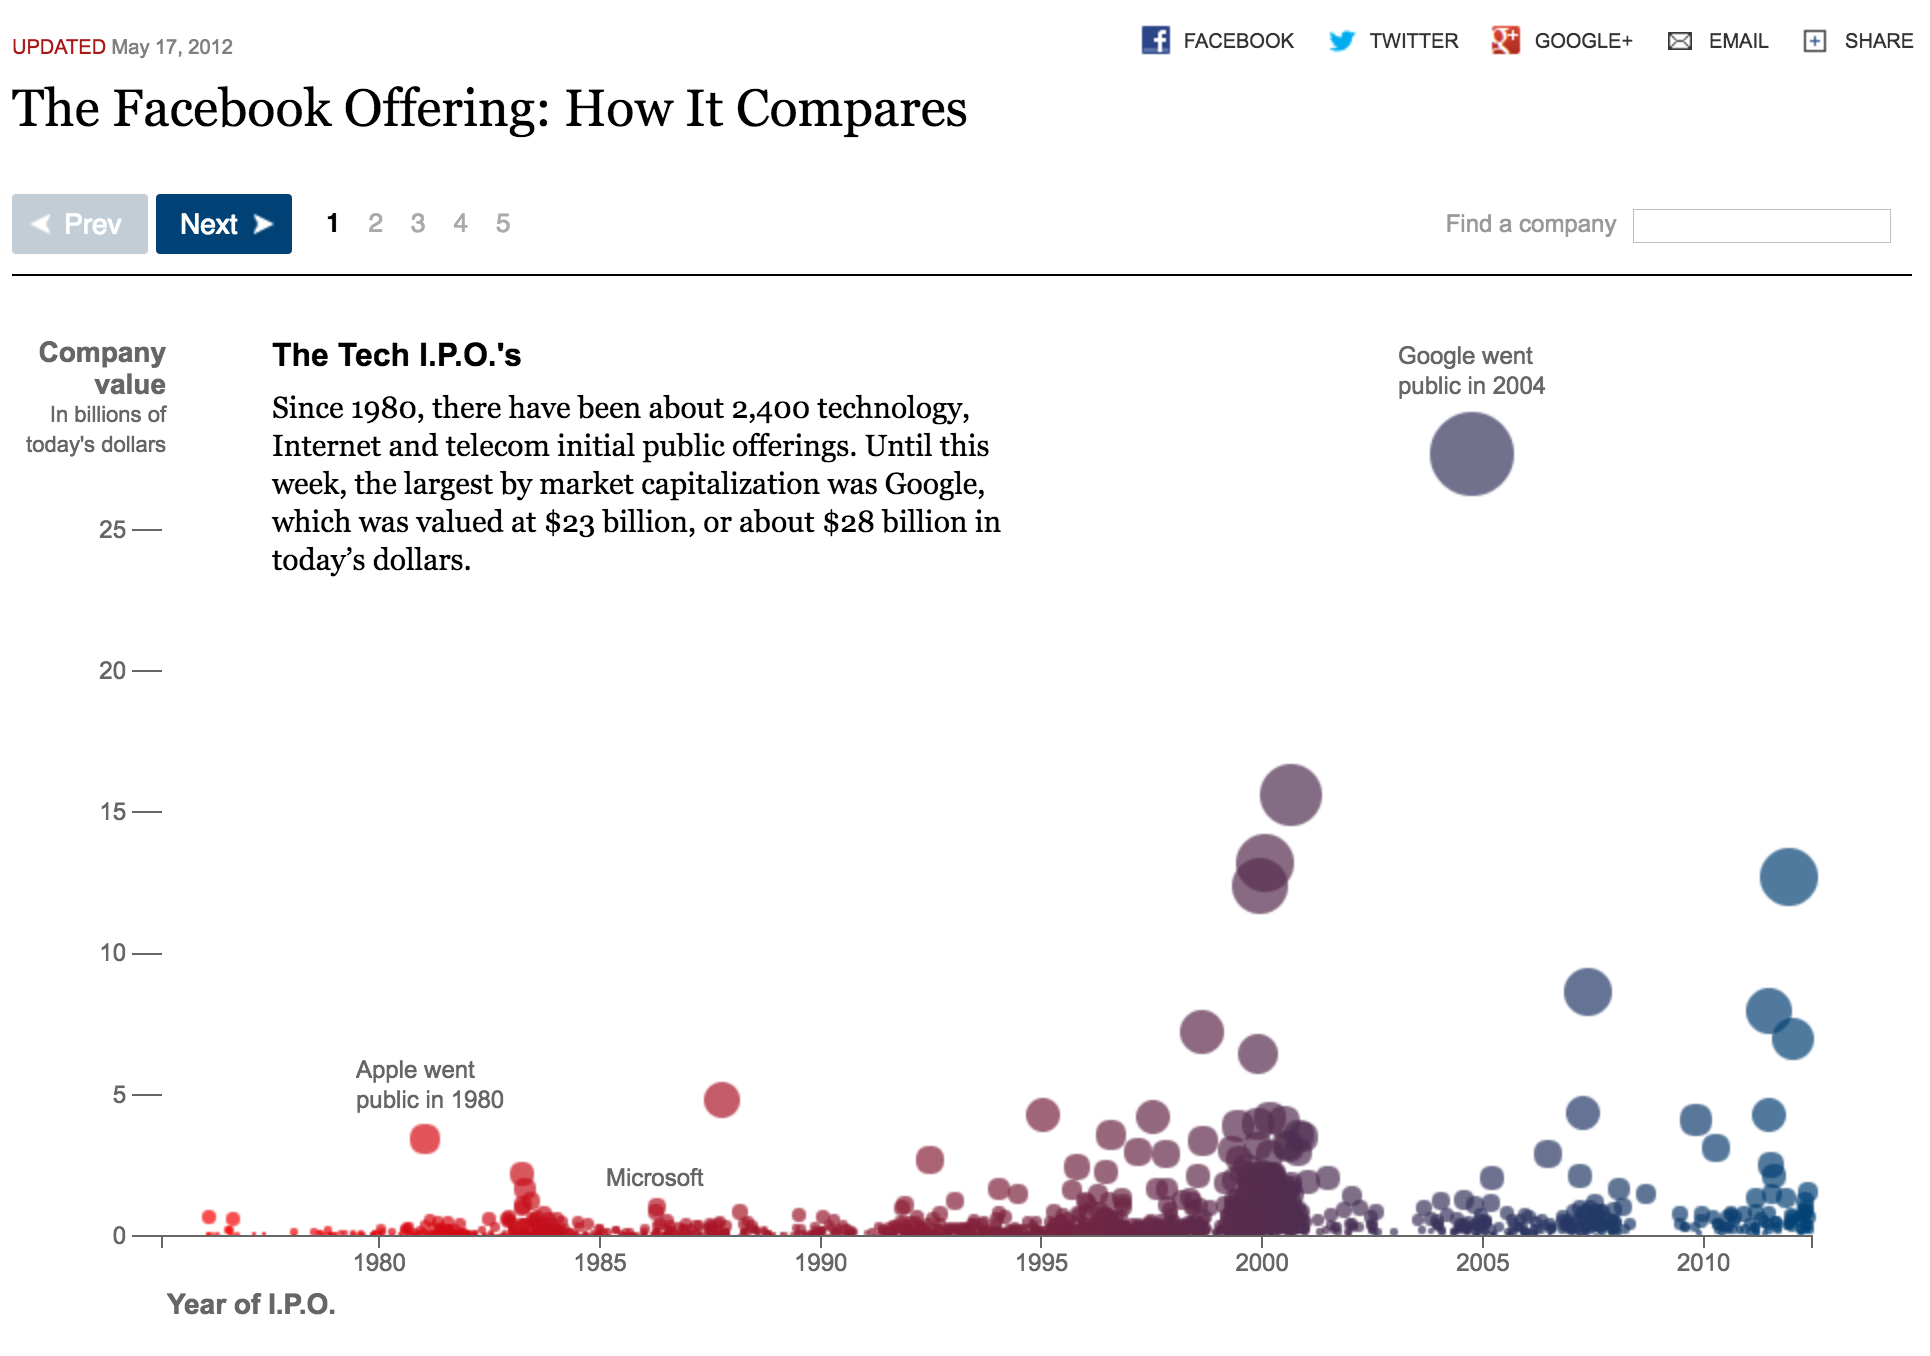 UPDATED May 17, 2012
FACEBOOK TWITTER GOOGLE+ EMAIL SHARE
The Facebook Offering: How It Compares
Prev Next 1 2 3 4 5
Find a company
Company
value
In billions of
today's dollars
The Tech I.P.O.'s
Since 1980, there have been about 2,400 technology,
Internet and telecom initial public offerings. Until this
week, the largest by market capitalization was Google,
which was valued at $23 billion, or about $28 billion in
today’s dollars.
Google went
public in 2004
25
20
15
10
5
0
Apple went
public in 1980
Microsoft
1980 1985 1990 1995 2000 2005 2010
Year of I.P.O.